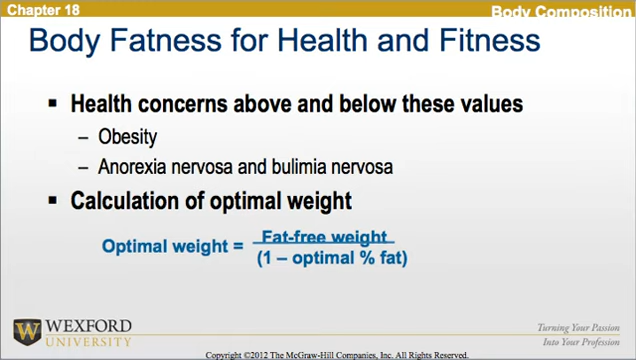 Chapter 18
Body Composition
Body Fatness for Health and Fitness
▪ Health concerns above and below these values
– Obesity
– Anorexia nervosa and bulimia nervosa
▪ Calculation of optimal weight
Optimal weight = Fat-free weight
(1 – optimal % fat)
W WEXFORD
UNIVERSITY
Turning Your Passion
Into Your Profession
Copyright ©2012 The McGraw-Hill Companies, Inc. All Rights Reserved.